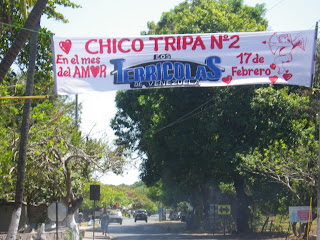 CHICO TRIPA Nº2
En el mes
del AMOR
LOS
TERRICOLAS
DE VENEZUELA
17 de
FEBRERO